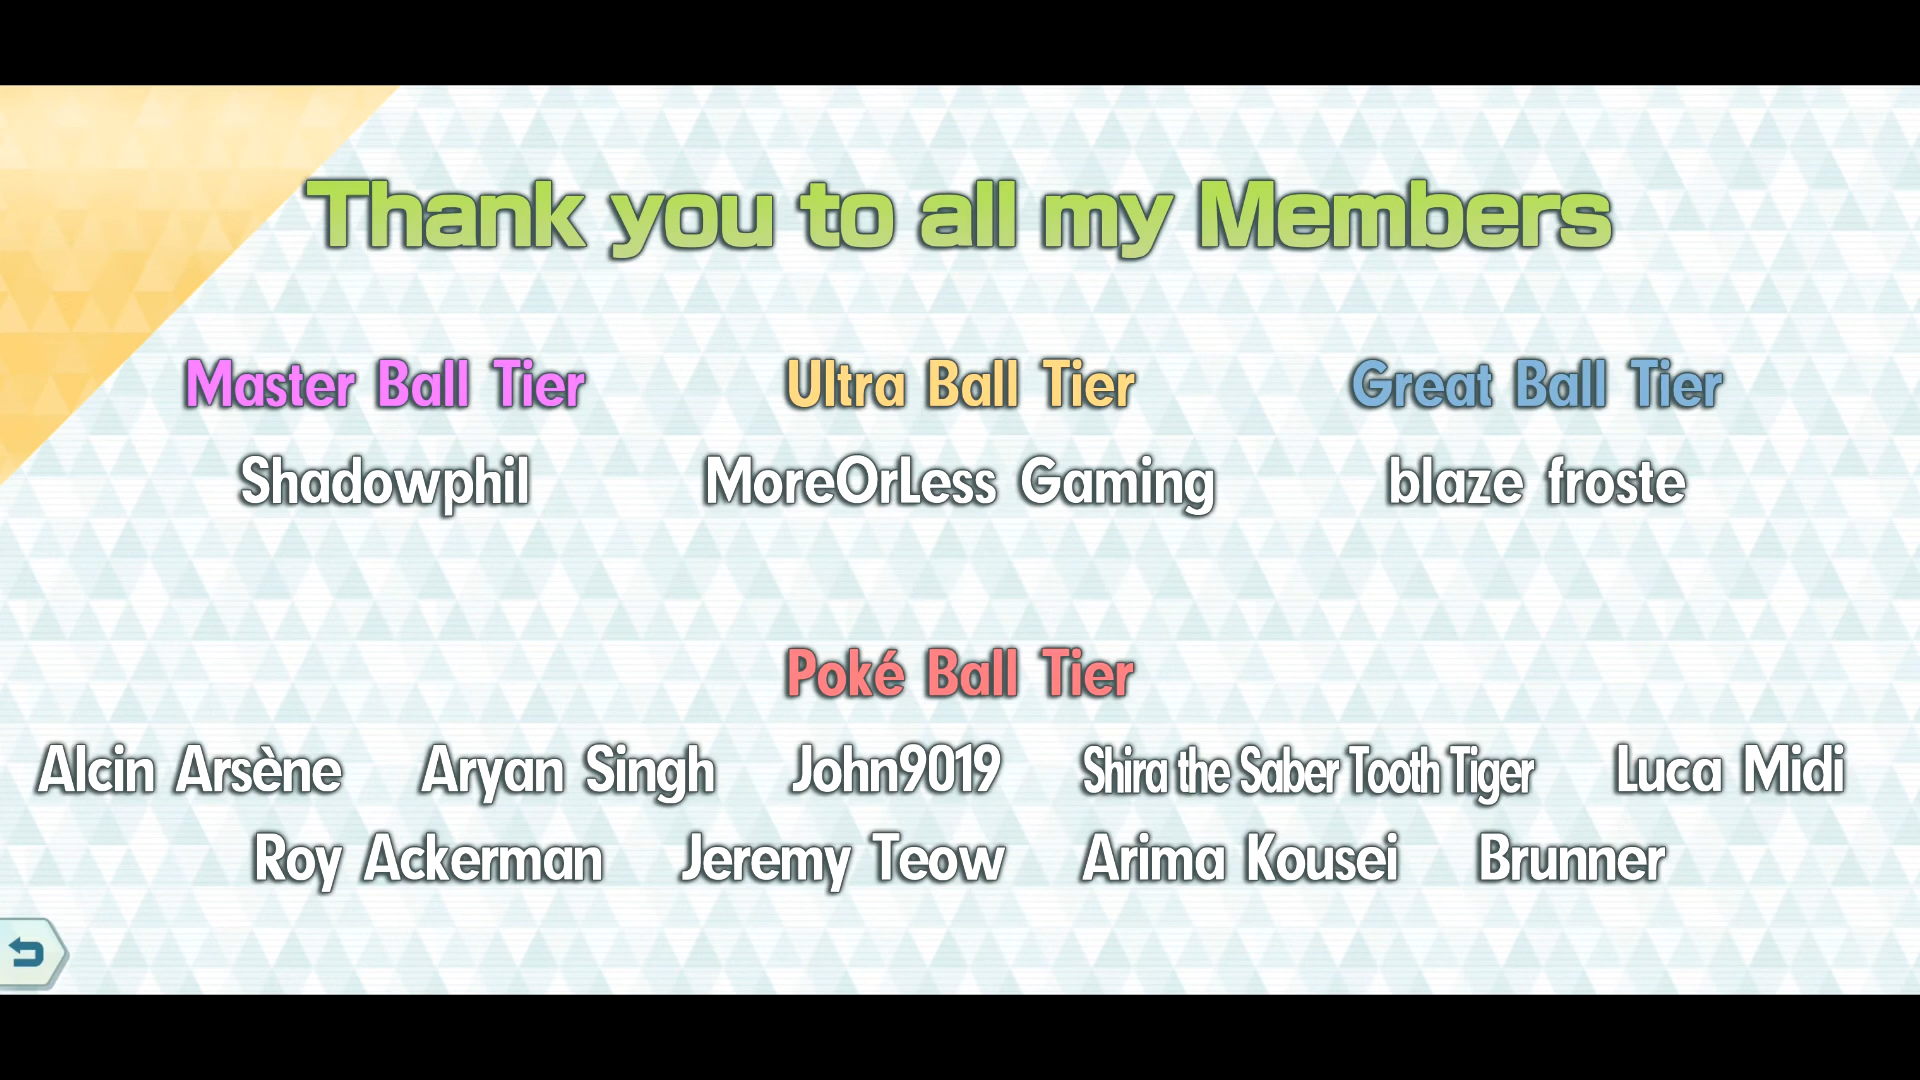 Thank you to all my Members
Master Ball Tier
Shadowphil
Ultra Ball Tier
MoreOrLess Gaming
Great Ball Tier
blaze froste
Poké Ball Tier
Alcin Arsène Aryan Singh John9019 Shira the Saber Tooth Tiger Luca Midi
Roy Ackerman Jeremy Teow Arima Kousei Brunner